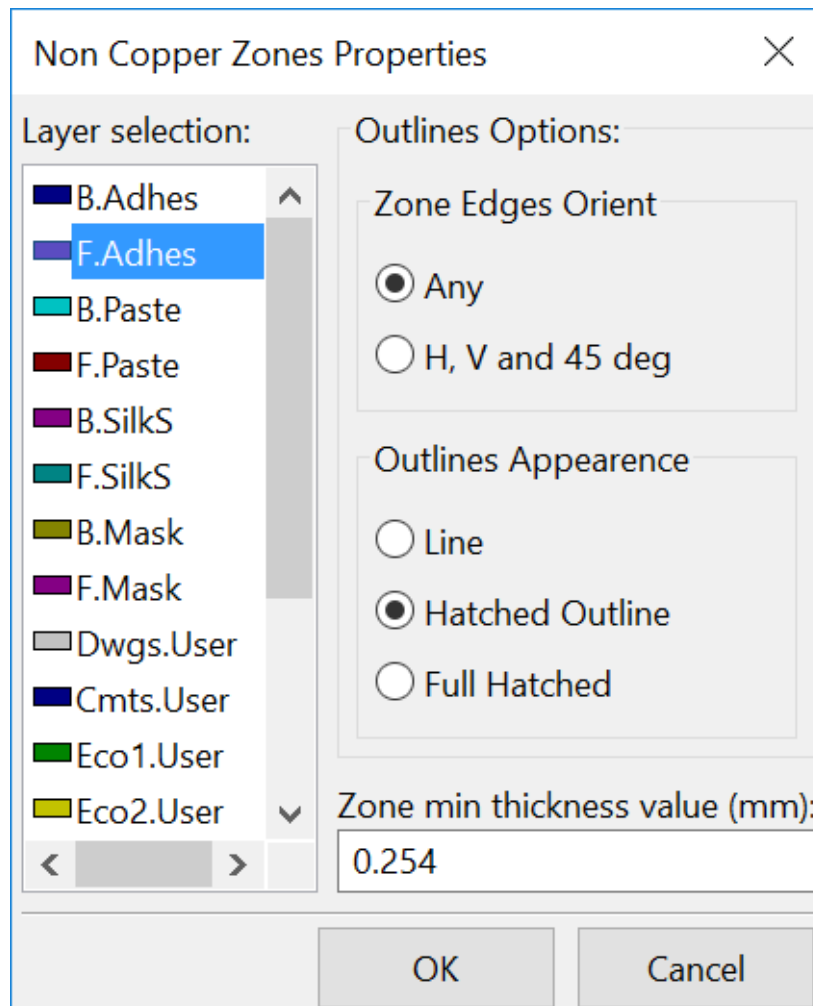 Non Copper Zones Properties
Layer selection:
B.Adhes
F.Adhes
B.Paste
F.Paste
B.SilkS
F.SilkS
B.Mask
F.Mask
Dwgs.User
Cmts.User
Eco1.User
Eco2.User
Outlines Options:
Zone Edges Orient
Any
H, V and 45 deg
Outlines Appearence
Line
Hatched Outline
Full Hatched
Zone min thickness value (mm):
0.254
OK
Cancel